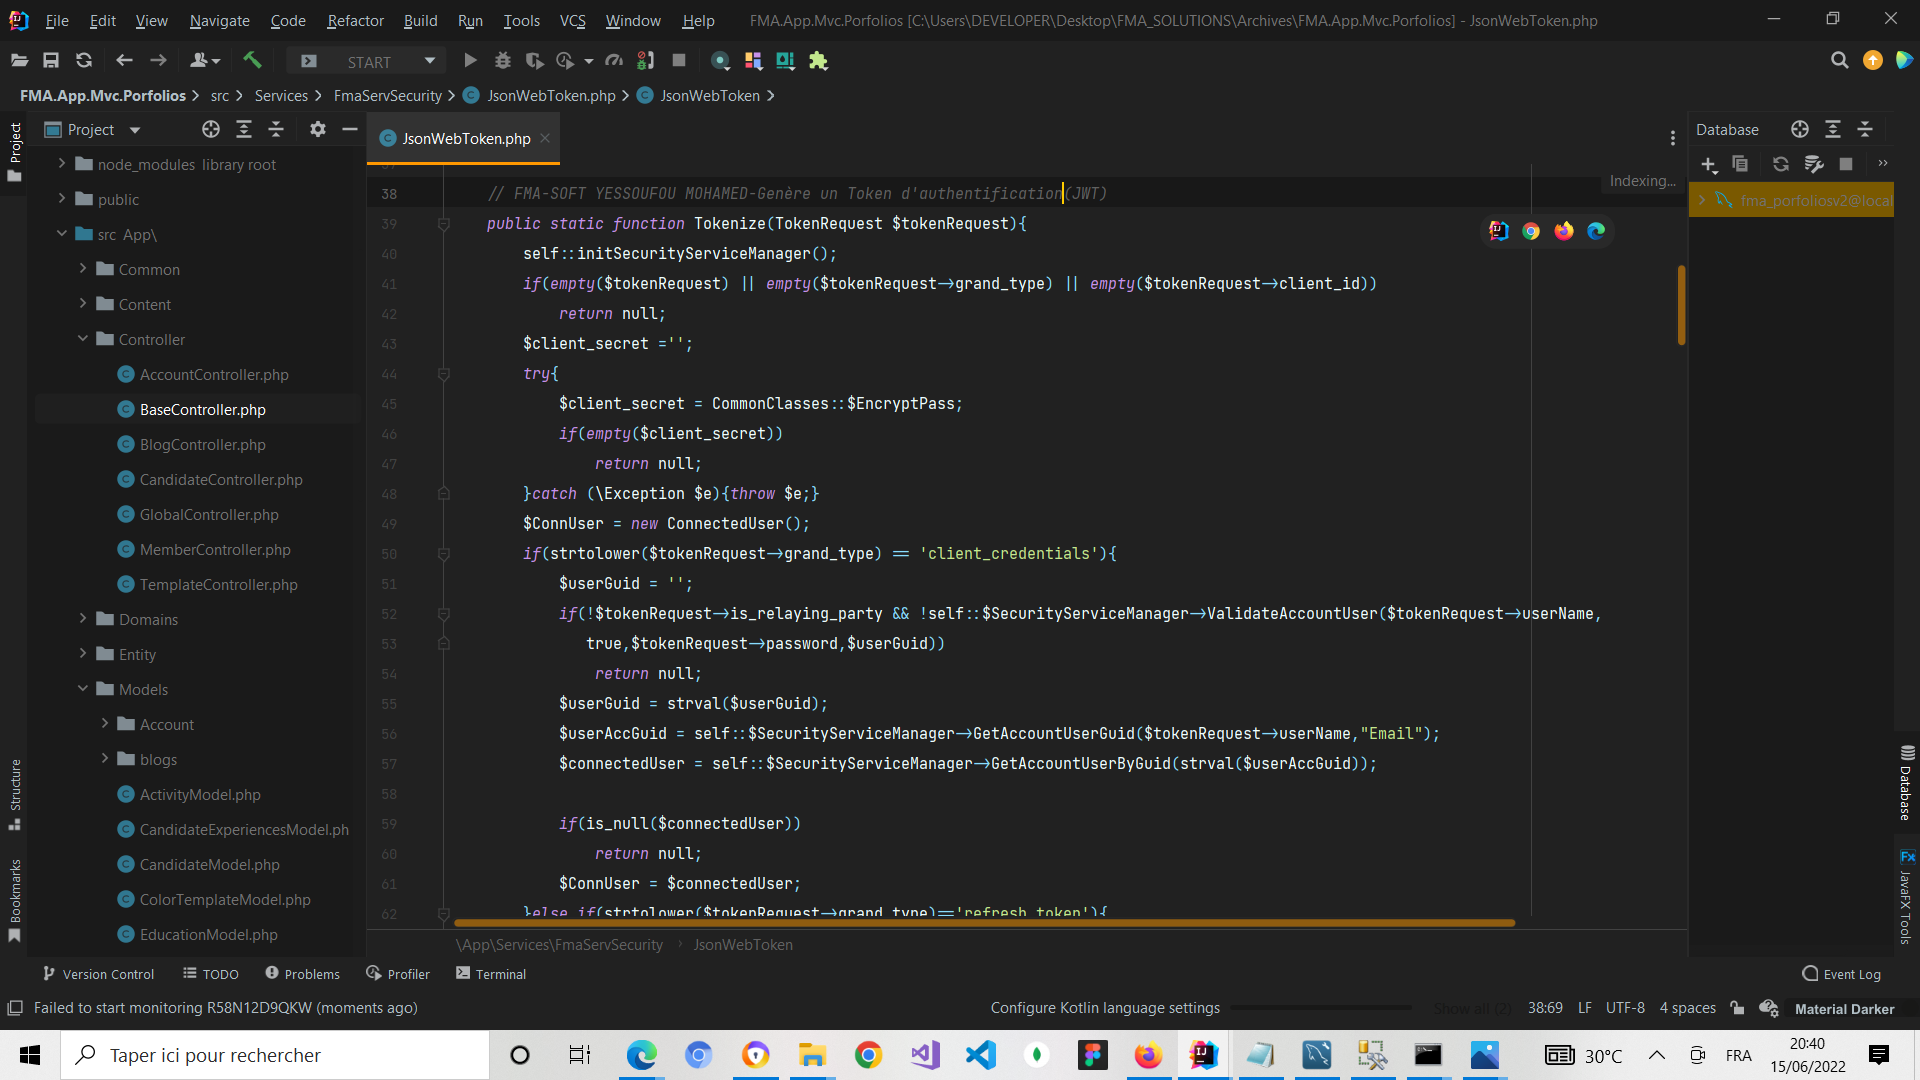 File Edit View Navigate Code Refactor Build Run Tools VCS Window Help FMA.App.Mvc.Porfolios [C:\Users\DEVELOPER\Desktop\FMA_SOLUTIONS\Archives\FMA.App.Mvc.Porfolios] - JsonWebToken.php
START
FMA.App.Mvc.Porfolios > src > Services > FmaServSecurity > JsonWebToken.php > JsonWebToken >
Project
Project
node_modules library root
public
src App\
Common
Content
Controller
AccountController.php
BaseController.php
BlogController.php
CandidateController.php
GlobalController.php
MemberController.php
TemplateController.php
Domains
Entity
Models
Account
blogs
ActivityModel.php
CandidateExperiencesModel.ph
CandidateModel.php
ColorTemplateModel.php
EducationModel.php
Structure
Bookmarks
JsonWebToken.php
Indexing...
38 // FMA-SOFT YESSOUFOU MOHAMED-Genère un Token d'authentification(JWT)
39 public static function Tokenize(TokenRequest $tokenRequest){
40 self::initSecurityServiceManager();
41 if(empty($tokenRequest) || empty($tokenRequest->grand_type) || empty($tokenRequest->client_id))
42 return null;
43 $client_secret ='';
44 try{
45 $client_secret = CommonClasses::$EncryptPass;
46 if(empty($client_secret))
47 return null;
48 }catch (\Exception $e){throw $e;}
49 $ConnUser = new ConnectedUser();
50 if(strtolower($tokenRequest->grand_type) == 'client_credentials'){
51 $userGuid = '';
52 if(!$tokenRequest->is_relaying_party && !self::$SecurityServiceManager->ValidateAccountUser($tokenRequest->userName,
53 true,$tokenRequest->password,$userGuid))
54 return null;
55 $userGuid = strval($userGuid);
56 $userAccGuid = self::$SecurityServiceManager->GetAccountUserGuid($tokenRequest->userName,"Email");
57 $connectedUser = self::$SecurityServiceManager->GetAccountUserByGuid(strval($userAccGuid));
58
59 if(is_null($connectedUser))
60 return null;
61 $ConnUser = $connectedUser;
62 }else if(strtolower($tokenRequest->grand_type)=='refresh_token'){
\App\Services\FmaServSecurity > JsonWebToken
Database
fma_porfoliosv2@local
Database
JavaFX Tools
Version Control TODO Problems Profiler Terminal Event Log
Failed to start monitoring R58N12D9QKW (moments ago) Configure Kotlin language settings Show all (2) 38:69 LF UTF-8 4 spaces Material Darker
Taper ici pour rechercher
30°C FRA 20:40
15/06/2022